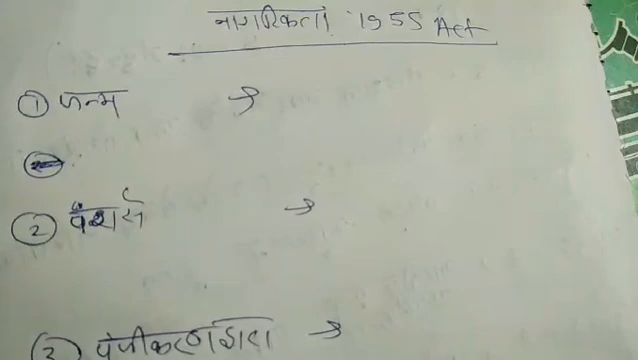 नागरिकता 1955 Act
① जन्म →
② वंश से →
③ पंजीकरण द्वारा →